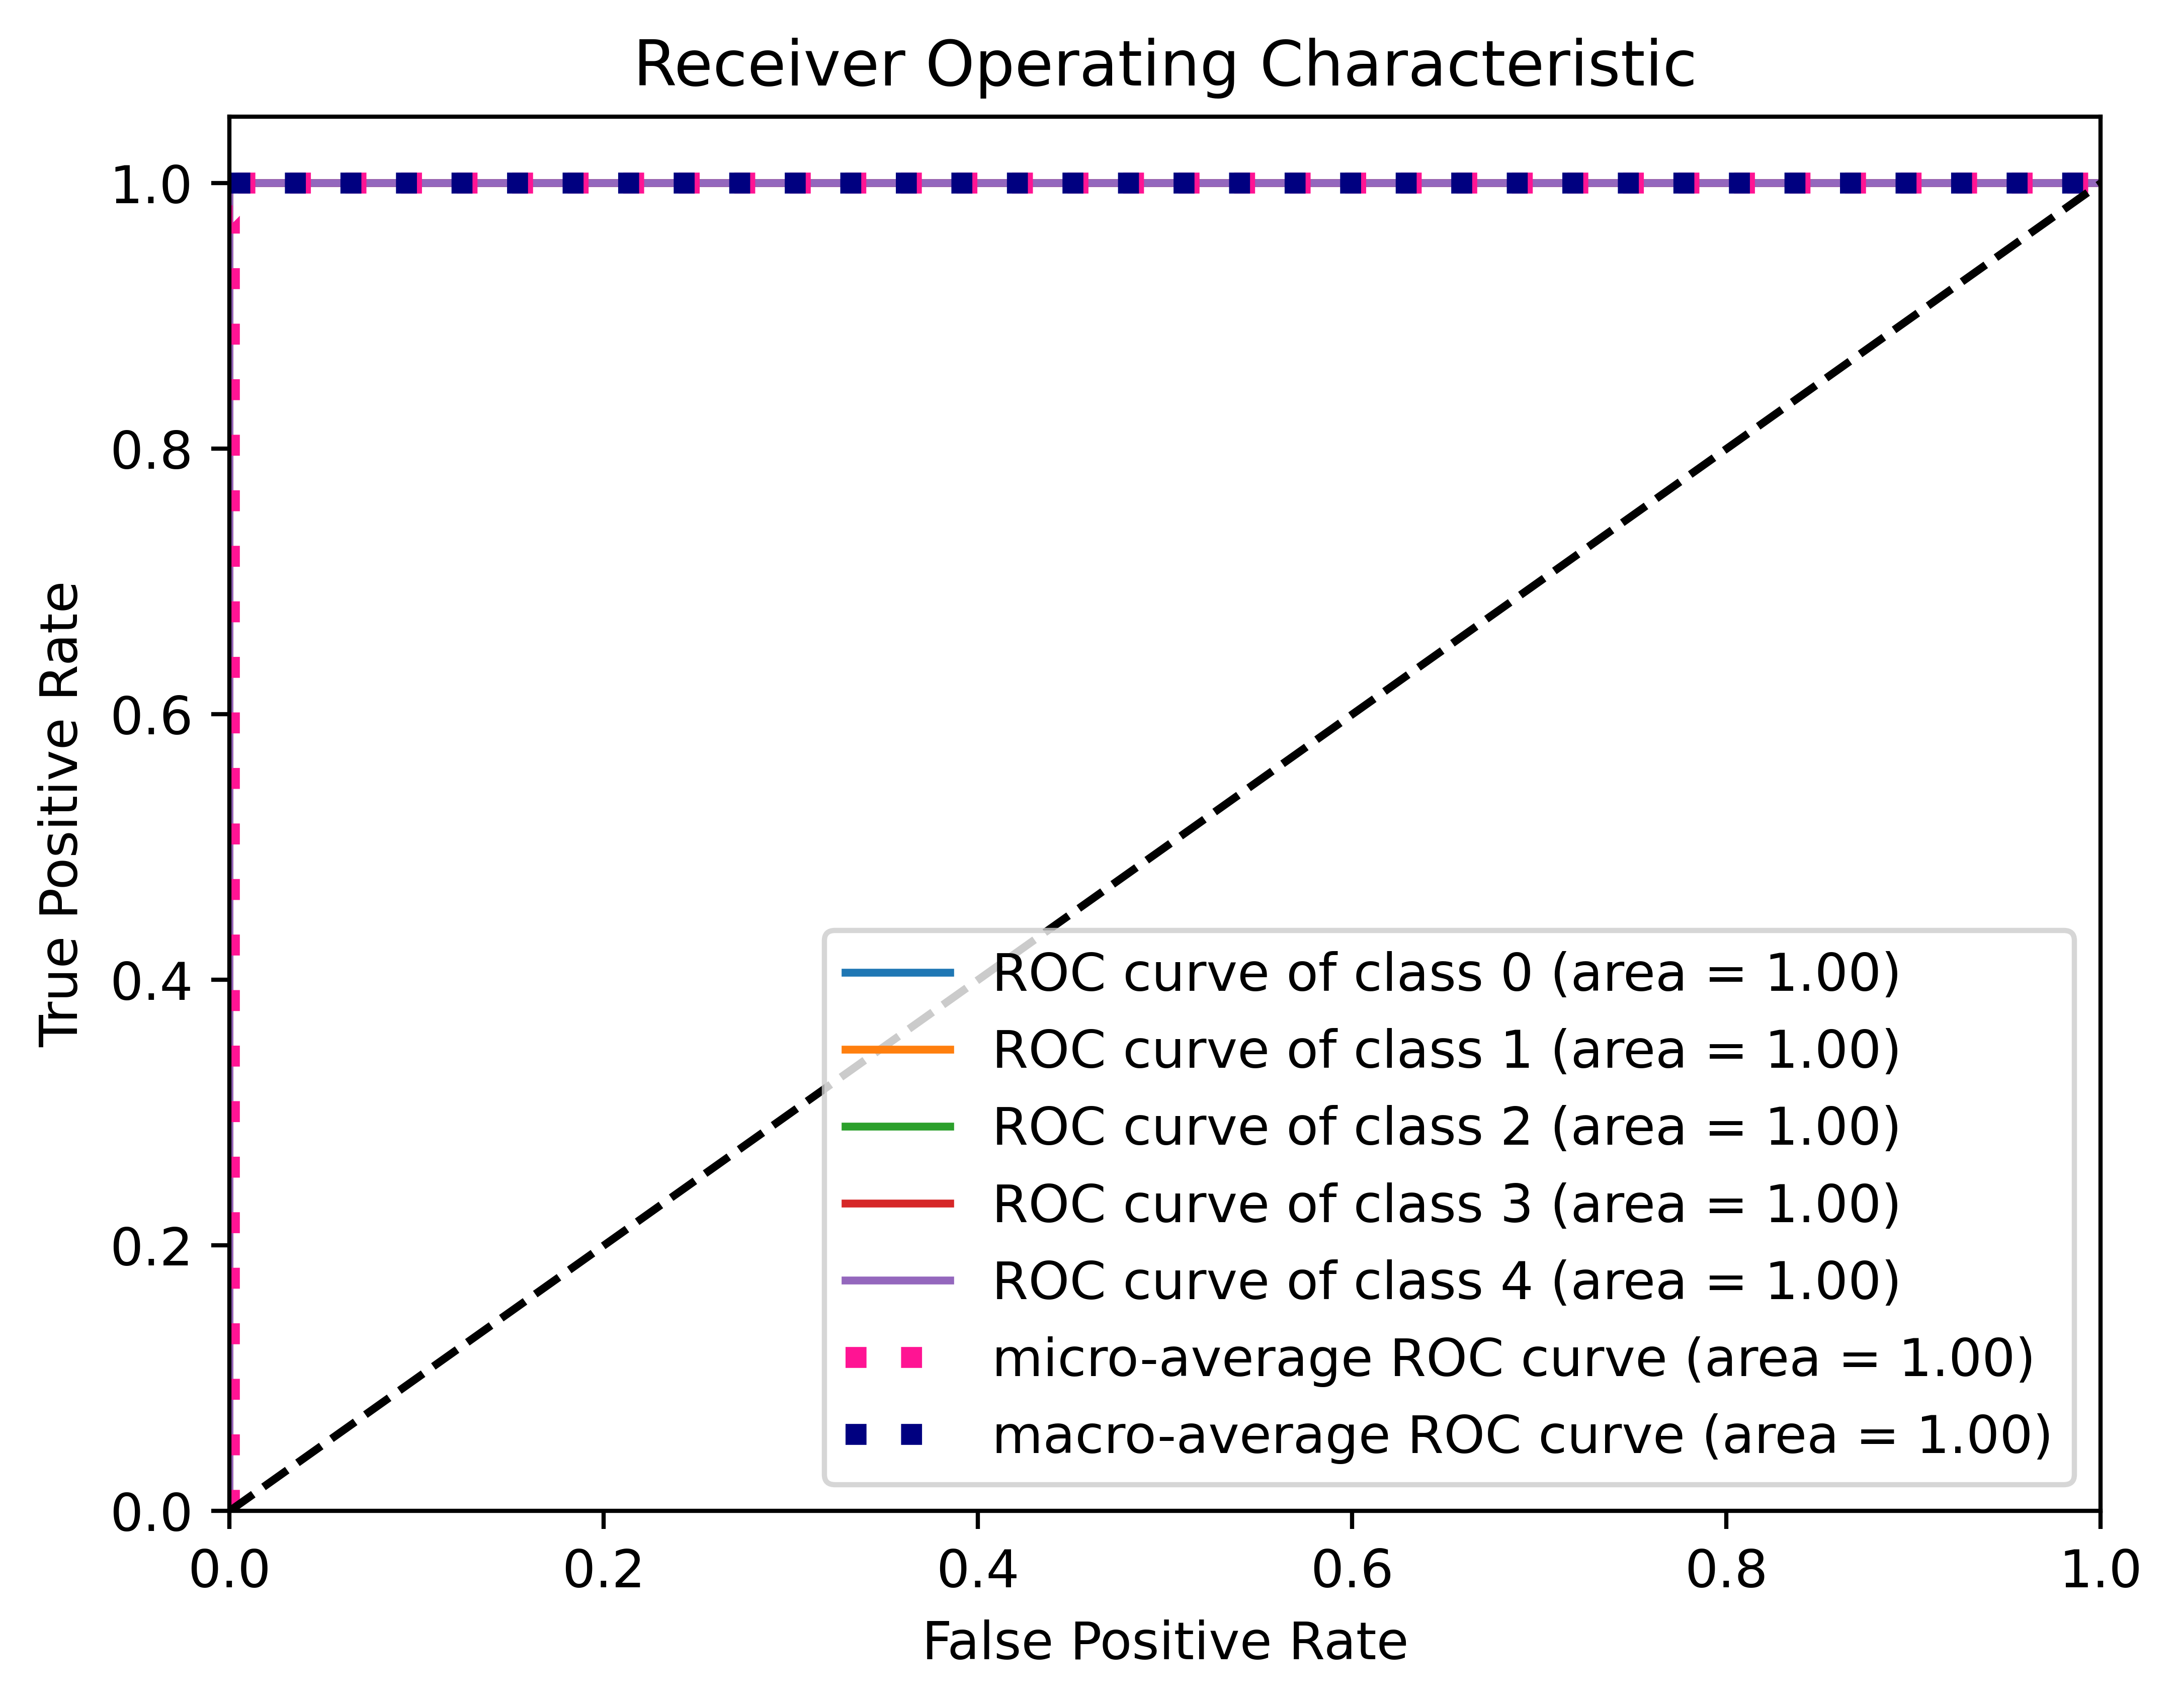 Receiver Operating Characteristic
1.0
0.8
0.6
0.4
0.2
0.0
True Positive Rate
ROC curve of class 0 (area = 1.00)
ROC curve of class 1 (area = 1.00)
ROC curve of class 2 (area = 1.00)
ROC curve of class 3 (area = 1.00)
ROC curve of class 4 (area = 1.00)
micro-average ROC curve (area = 1.00)
macro-average ROC curve (area = 1.00)
0.0 0.2 0.4 0.6 0.8 1.0
False Positive Rate